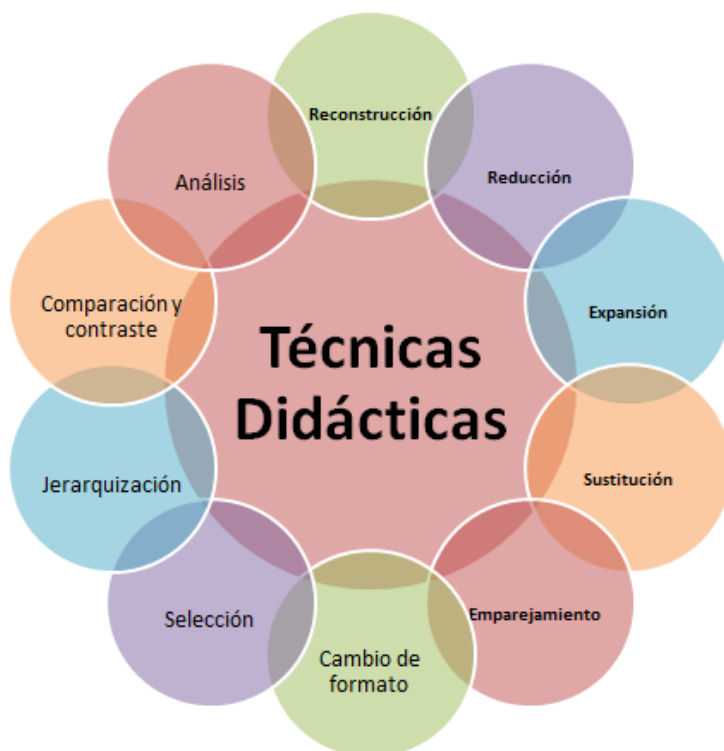 Técnicas
Didácticas
Reconstrucción
Reducción
Expansión
Sustitución
Emparejamiento
Cambio de
formato
Selección
Jerarquización
Comparación y
contraste
Análisis